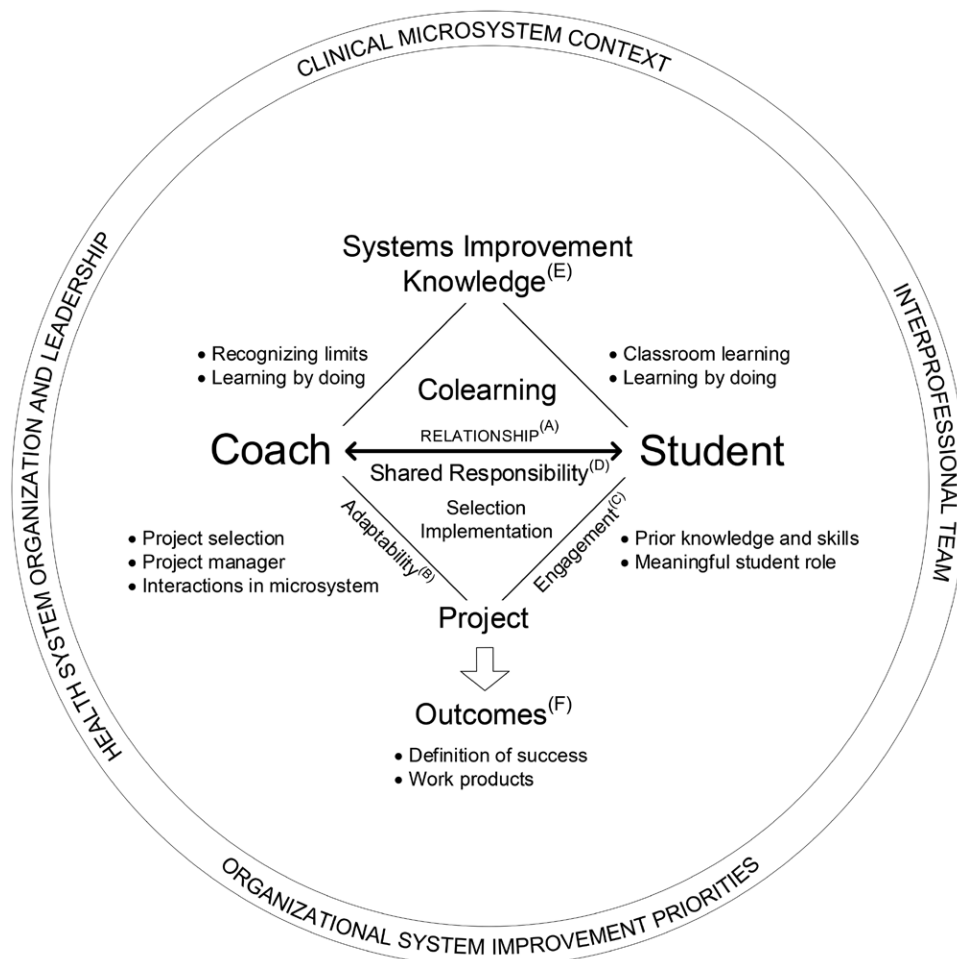 CLINICAL MICROSYSTEM CONTEXT
HEALTH SYSTEM ORGANIZATION AND LEADERSHIP
INTERPROFESSIONAL TEAM
Systems Improvement
Knowledge(E)
• Recognizing limits
• Learning by doing
• Classroom learning
• Learning by doing
Colearning
RELATIONSHIP(A)
Coach
Student
Shared Responsibility(D)
Selection
Implementation
Adaptability(B)
Engagement(C)
• Project selection
• Project manager
• Interactions in microsystem
• Prior knowledge and skills
• Meaningful student role
Project
Outcomes(F)
• Definition of success
• Work products
ORGANIZATIONAL SYSTEM IMPROVEMENT PRIORITIES